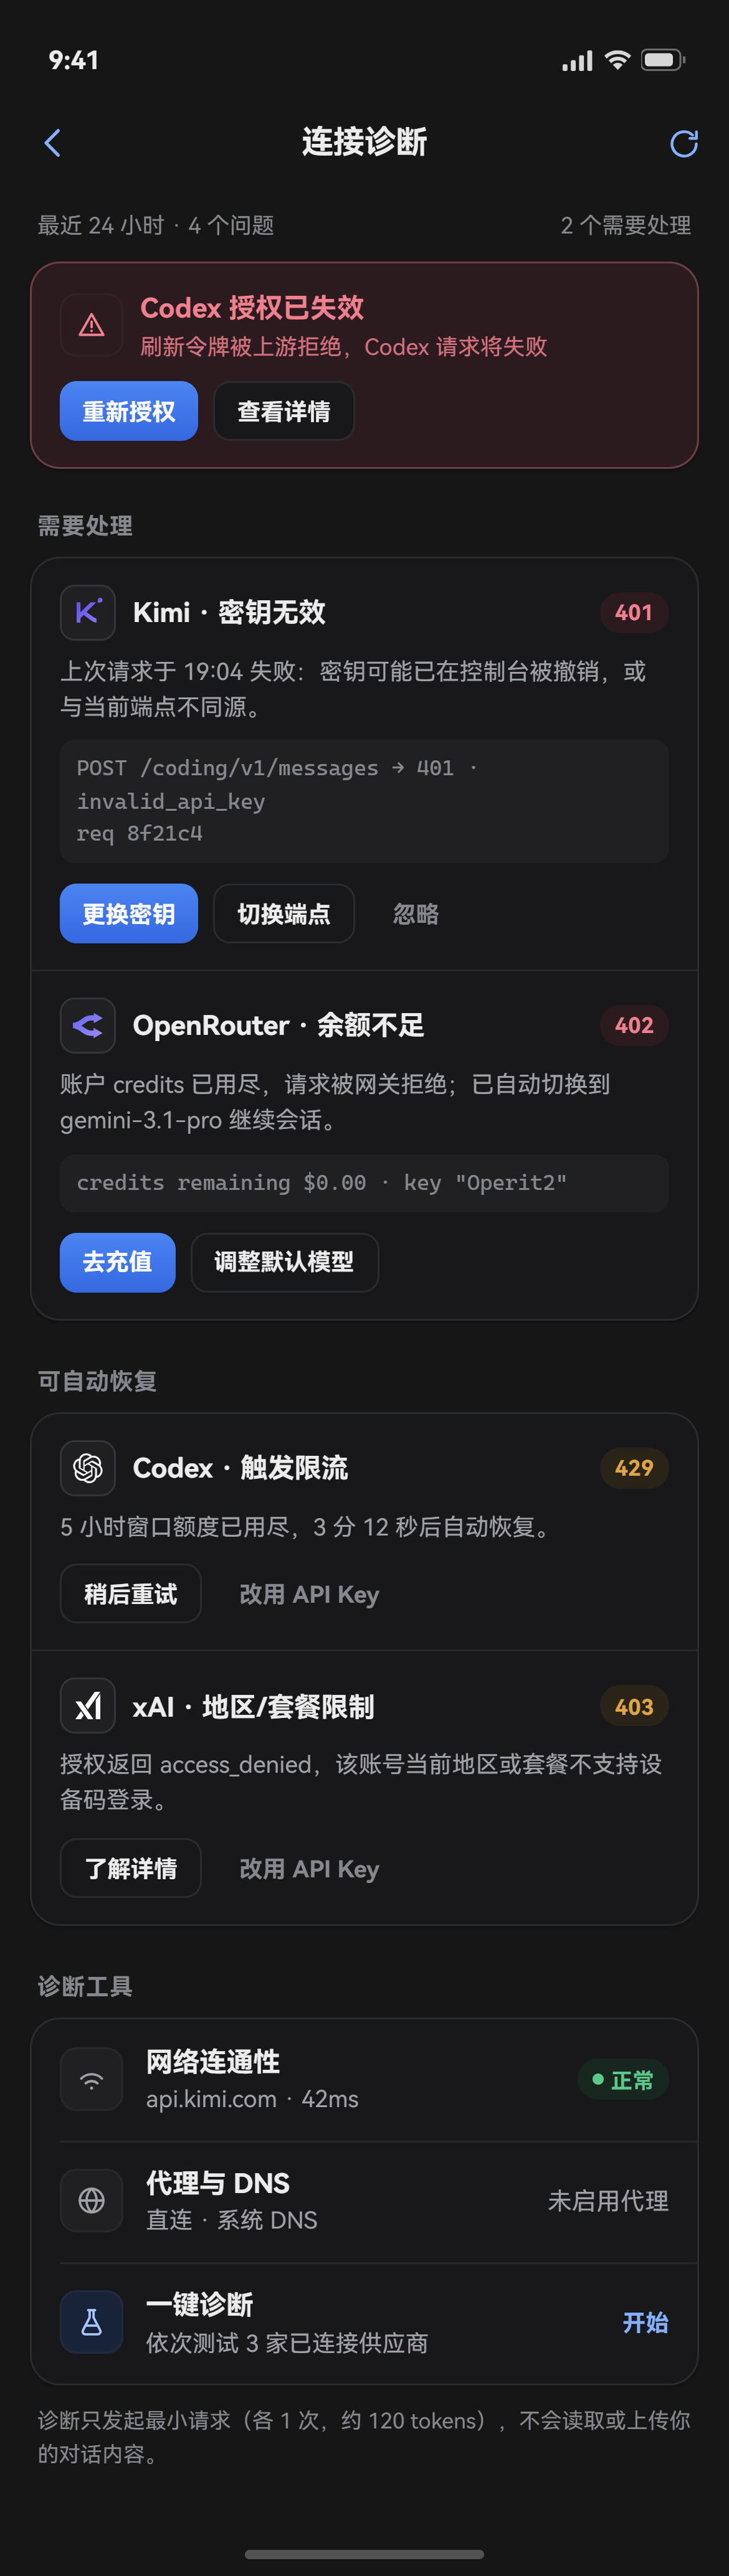 9:41
连接诊断
最近 24 小时 · 4 个问题
2 个需要处理
Codex 授权已失效
刷新令牌被上游拒绝，Codex 请求将失败
重新授权
查看详情
需要处理
Kimi · 密钥无效
401
上次请求于 19:04 失败：密钥可能已在控制台被撤销，或
与当前端点不同源。
POST /coding/v1/messages → 401 ·
invalid_api_key
req 8f21c4
更换密钥
切换端点
忽略
OpenRouter · 余额不足
402
账户 credits 已用尽，请求被网关拒绝；已自动切换到
gemini-3.1-pro 继续会话。
credits remaining $0.00 · key "Operit2"
去充值
调整默认模型
可自动恢复
Codex · 触发限流
429
5 小时窗口额度已用尽，3 分 12 秒后自动恢复。
稍后重试
改用 API Key
xAI · 地区/套餐限制
403
授权返回 access_denied，该账号当前地区或套餐不支持设
备码登录。
了解详情
改用 API Key
诊断工具
网络连通性
api.kimi.com · 42ms
正常
代理与 DNS
直连 · 系统 DNS
未启用代理
一键诊断
依次测试 3 家已连接供应商
开始
诊断只发起最小请求（各 1 次，约 120 tokens），不会读取或上传你
的对话内容。